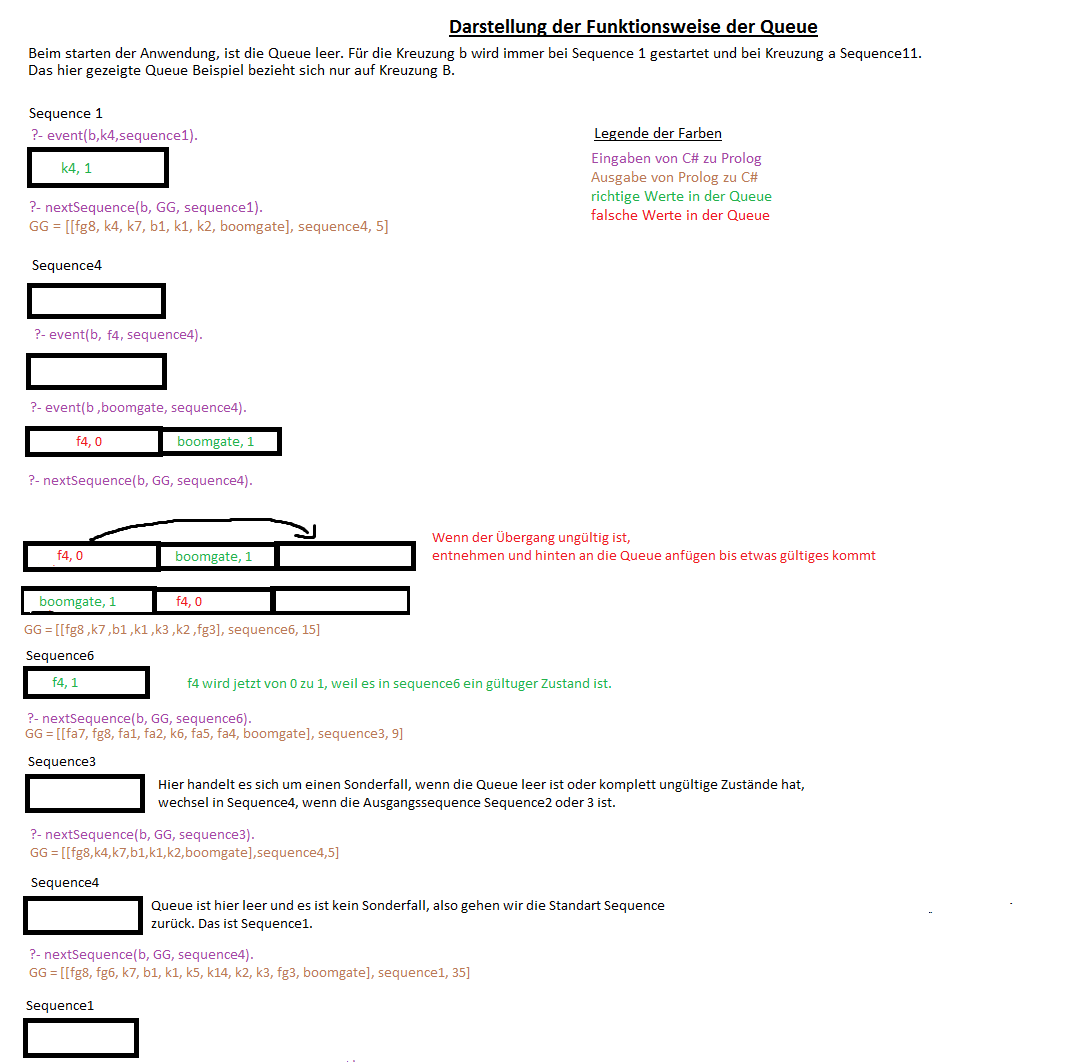 Darstellung der Funktionsweise der Queue
Beim starten der Anwendung, ist die Queue leer. Für die Kreuzung b wird immer bei Sequence 1 gestartet und bei Kreuzung a Sequence11.
Das hier gezeigte Queue Beispiel bezieht sich nur auf Kreuzung B.
Sequence 1
?- event(b,k4,sequence1).
k4, 1
?- nextSequence(b, GG, sequence1).
GG = [[fg8, k4, k7, b1, k1, k2, boomgate], sequence4, 5]
Legende der Farben
Eingaben von C# zu Prolog
Ausgabe von Prolog zu C#
richtige Werte in der Queue
falsche Werte in der Queue
Sequence4
?- event(b, f4, sequence4).
?- event(b ,boomgate, sequence4).
f4, 0 boomgate, 1
?- nextSequence(b, GG, sequence4).
f4, 0 boomgate, 1
Wenn der Übergang ungültig ist,
entnehmen und hinten an die Queue anfügen bis etwas gültiges kommt
boomgate, 1 f4, 0
GG = [[fg8 ,k7 ,b1 ,k1 ,k3 ,k2 ,fg3], sequence6, 15]
Sequence6
f4, 1
f4 wird jetzt von 0 zu 1, weil es in sequence6 ein gültuger Zustand ist.
?- nextSequence(b, GG, sequence6).
GG = [[fa7, fg8, fa1, fa2, k6, fa5, fa4, boomgate], sequence3, 9]
Sequence3
Hier handelt es sich um einen Sonderfall, wenn die Queue leer ist oder komplett ungültige Zustände hat,
wechsel in Sequence4, wenn die Ausgangssequence Sequence2 oder 3 ist.
?- nextSequence(b, GG, sequence3).
GG = [[fg8,k4,k7,b1,k1,k2,boomgate],sequence4,5]
Sequence4
Queue ist hier leer und es ist kein Sonderfall, also gehen wir die Standart Sequence
zurück. Das ist Sequence1.
?- nextSequence(b, GG, sequence4).
GG = [[fg8, fg6, k7, b1, k1, k5, k14, k2, k3, fg3, boomgate], sequence1, 35]
Sequence1